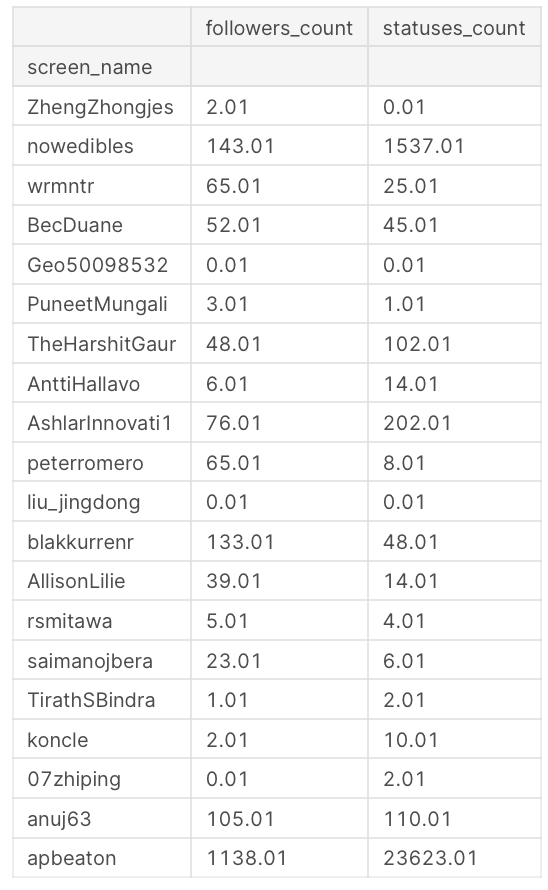 followers_count statuses_count
screen_name
ZhengZhongjes 2.01 0.01
nowedibles 143.01 1537.01
wrmntr 65.01 25.01
BecDuane 52.01 45.01
Geo50098532 0.01 0.01
PuneetMungali 3.01 1.01
TheHarshitGaur 48.01 102.01
AnttiHallavo 6.01 14.01
AshlarInnovati1 76.01 202.01
peterromero 65.01 8.01
liu_jingdong 0.01 0.01
blakkurrenr 133.01 48.01
AllisonLilie 39.01 14.01
rsmitawa 5.01 4.01
saimanojbera 23.01 6.01
TirathSBindra 1.01 2.01
koncle 2.01 10.01
07zhiping 0.01 2.01
anuj63 105.01 110.01
apbeaton 1138.01 23623.01